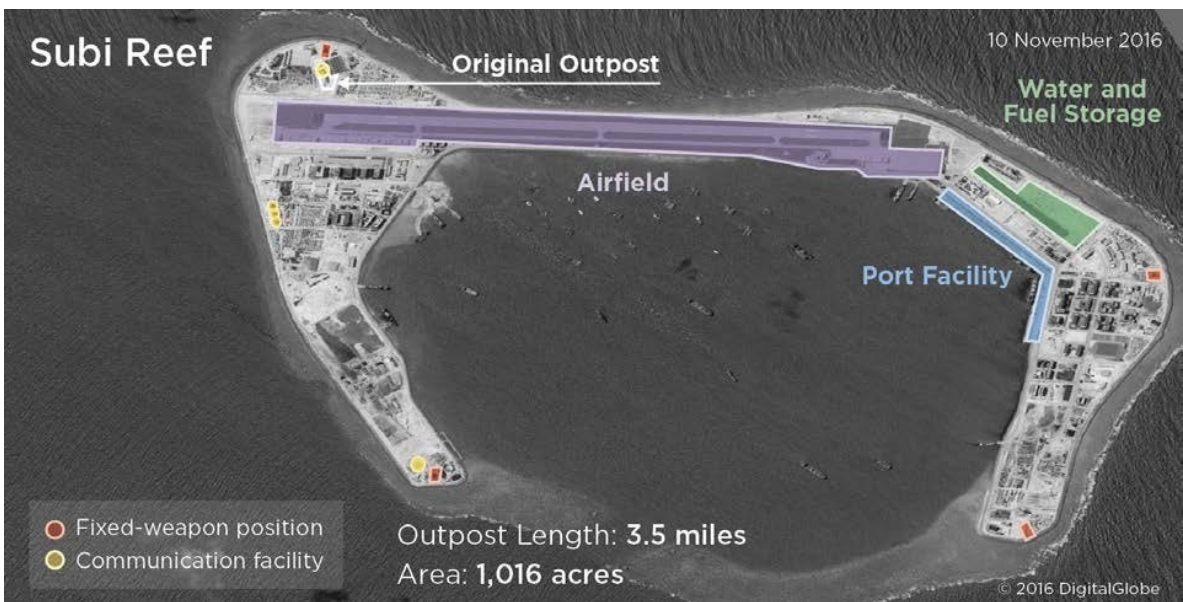 Subi Reef
10 November 2016
Original Outpost
Water and
Fuel Storage
Airfield
Port Facility
Fixed-weapon position
Communication facility
Outpost Length: 3.5 miles
Area: 1,016 acres
© 2016 DigitalGlobe